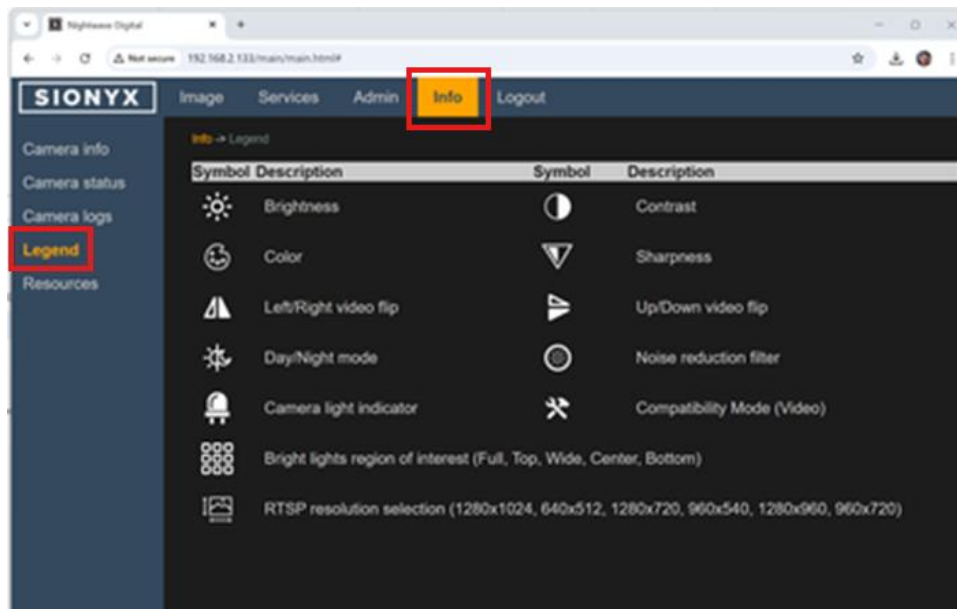 Nightwave Digital
Not secure 192.168.2.133/main/main.html#
SIONYX Image Services Admin Info Logout
Camera info
Camera status
Camera logs
Legend
Resources
Info -> Legend
Symbol Description Symbol Description
Brightness Contrast
Color Sharpness
Left/Right video flip Up/Down video flip
Day/Night mode Noise reduction filter
Camera light indicator Compatibility Mode (Video)
Bright lights region of interest (Full, Top, Wide, Center, Bottom)
RTSP resolution selection (1280x1024, 640x512, 1280x720, 960x540, 1280x960, 960x720)